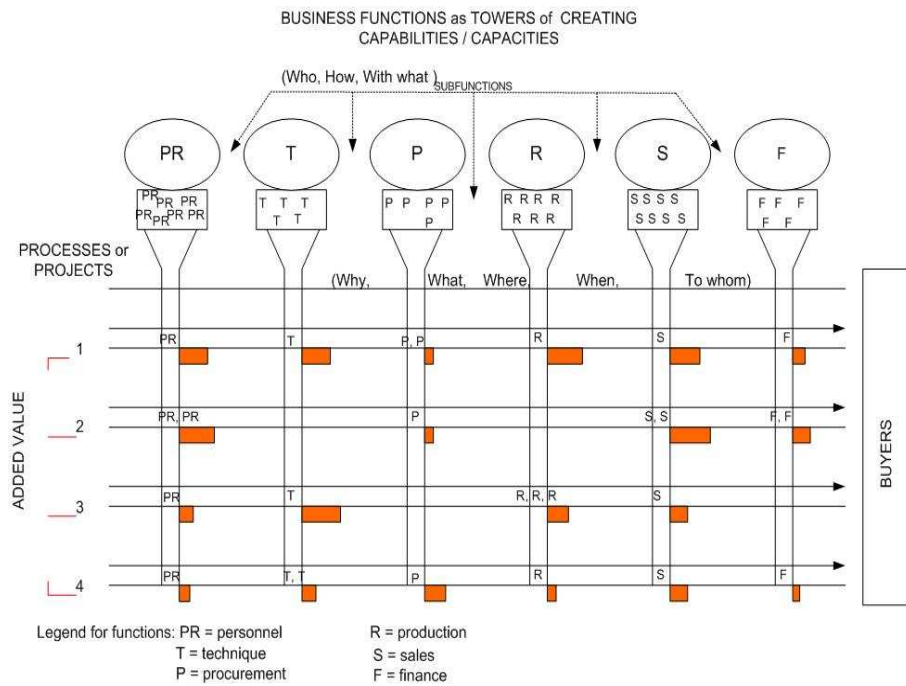 BUSINESS FUNCTIONS as TOWERS of CREATING
CAPABILITIES / CAPACITIES
(Who, How, With what )
SUBFUNCTIONS
PR T P R S F
PR PR PR T T T P P P P R R R R S S S S F F F
PR PR PR PR T T P R R R S S S S F F
PROCESSES or
PROJECTS
(Why, What, Where, When, To whom)
PR T P, P R S F
1
PR, PR P S, S F, F
2
PR T R, R, R S
3
PR T, T P R S F
4
ADDED VALUE
BUYERS
Legend for functions: PR = personnel R = production
T = technique S = sales
P = procurement F = finance